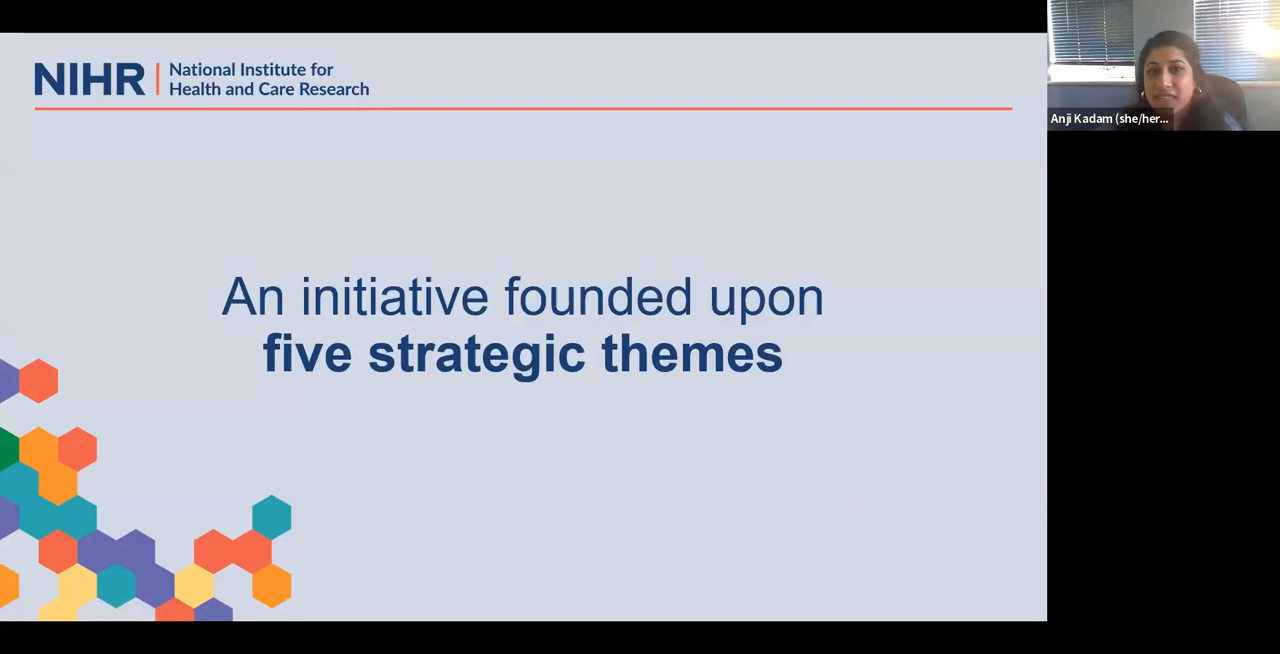 NIHR
National Institute for
Health and Care Research
An initiative founded upon
five strategic themes
Anji Kadam (she/her...